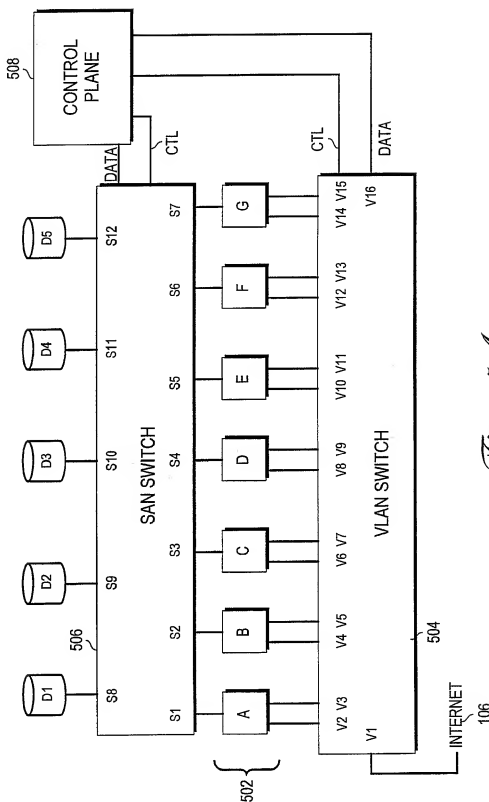 508
CONTROL
PLANE
DATA
CTL
D1
D2
D3
D4
D5
506
S8
S9
S10
S11
S12
SAN SWITCH
S1
S2
S3
S4
S5
S6
S7
502
A
B
C
D
E
F
G
CTL
DATA
V2 V3
V4 V5
V6 V7
V8 V9
V10 V11
V12 V13
V14 V15
V1
V16
VLAN SWITCH
504
INTERNET
106